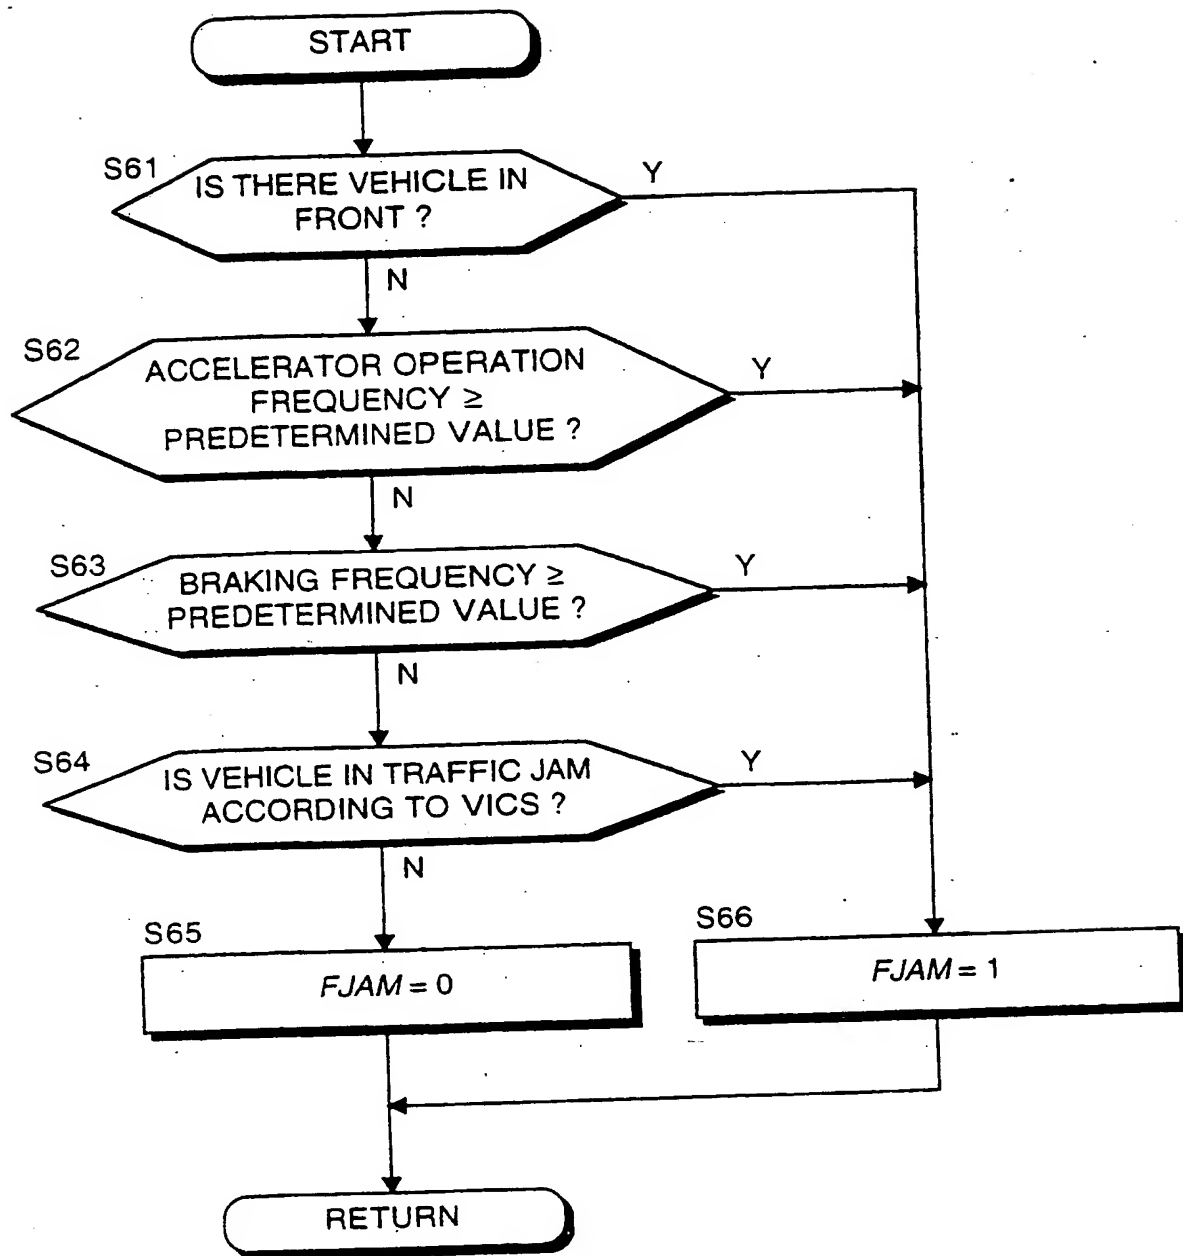 START
S61
IS THERE VEHICLE IN
FRONT ?
Y
N
S62
ACCELERATOR OPERATION
FREQUENCY ≥
PREDETERMINED VALUE ?
Y
N
S63
BRAKING FREQUENCY ≥
PREDETERMINED VALUE ?
Y
N
S64
IS VEHICLE IN TRAFFIC JAM
ACCORDING TO VICS ?
Y
N
S65
FJAM = 0
S66
FJAM = 1
RETURN